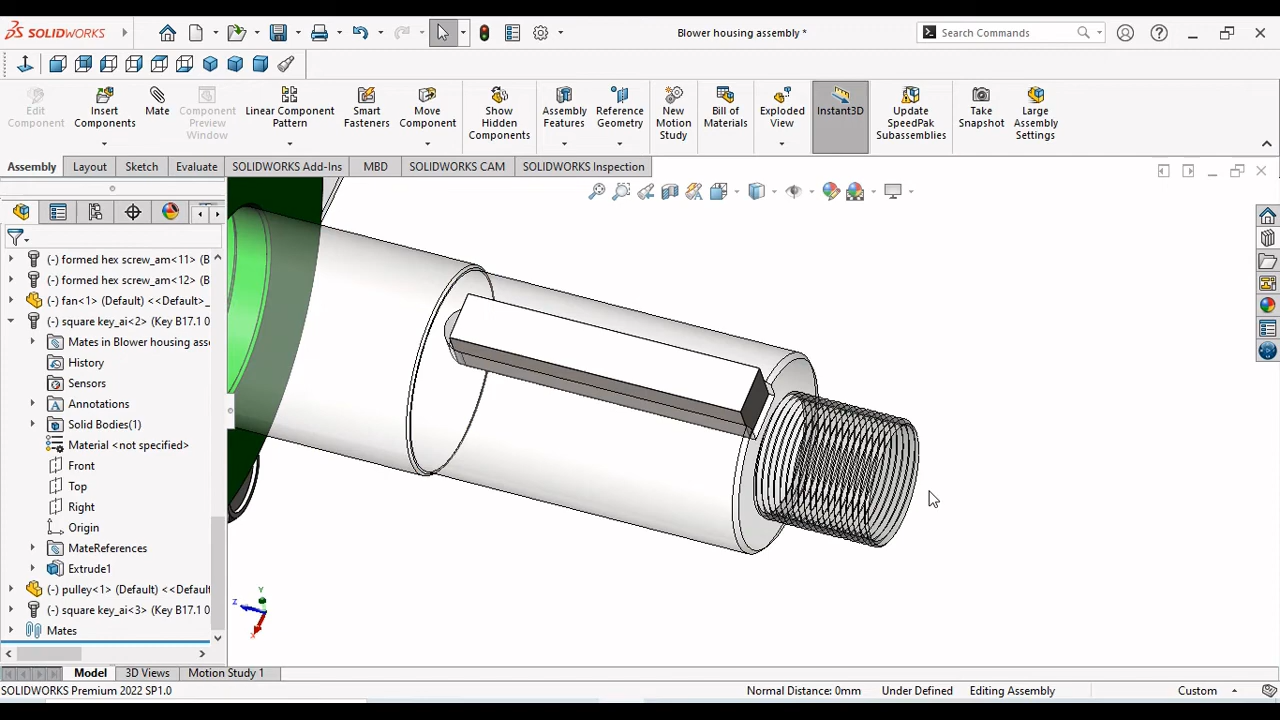 SOLIDWORKS
Blower housing assembly *
Search Commands
Edit
Component
Insert
Components
Mate
Component
Preview
Window
Linear Component
Pattern
Smart
Fasteners
Move
Component
Show
Hidden
Components
Assembly
Features
Reference
Geometry
New
Motion
Study
Bill of
Materials
Exploded
View
Instant3D
Update
SpeedPak
Subassemblies
Take
Snapshot
Large
Assembly
Settings
Assembly
Layout
Sketch
Evaluate
SOLIDWORKS Add-Ins
MBD
SOLIDWORKS CAM
SOLIDWORKS Inspection
(-) formed hex screw_am<11> (B
(-) formed hex screw_am<12> (B
(-) fan<1> (Default) <<Default>_
(-) square key_ai<2> (Key B17.1 0
Mates in Blower housing asse
History
Sensors
Annotations
Solid Bodies(1)
Material <not specified>
Front
Top
Right
Origin
MateReferences
Extrude1
(-) pulley<1> (Default) <<Default
(-) square key_ai<3> (Key B17.1 0
Mates
Y
Z
X
Model
3D Views
Motion Study 1
SOLIDWORKS Premium 2022 SP1.0
Normal Distance: 0mm
Under Defined
Editing Assembly
Custom